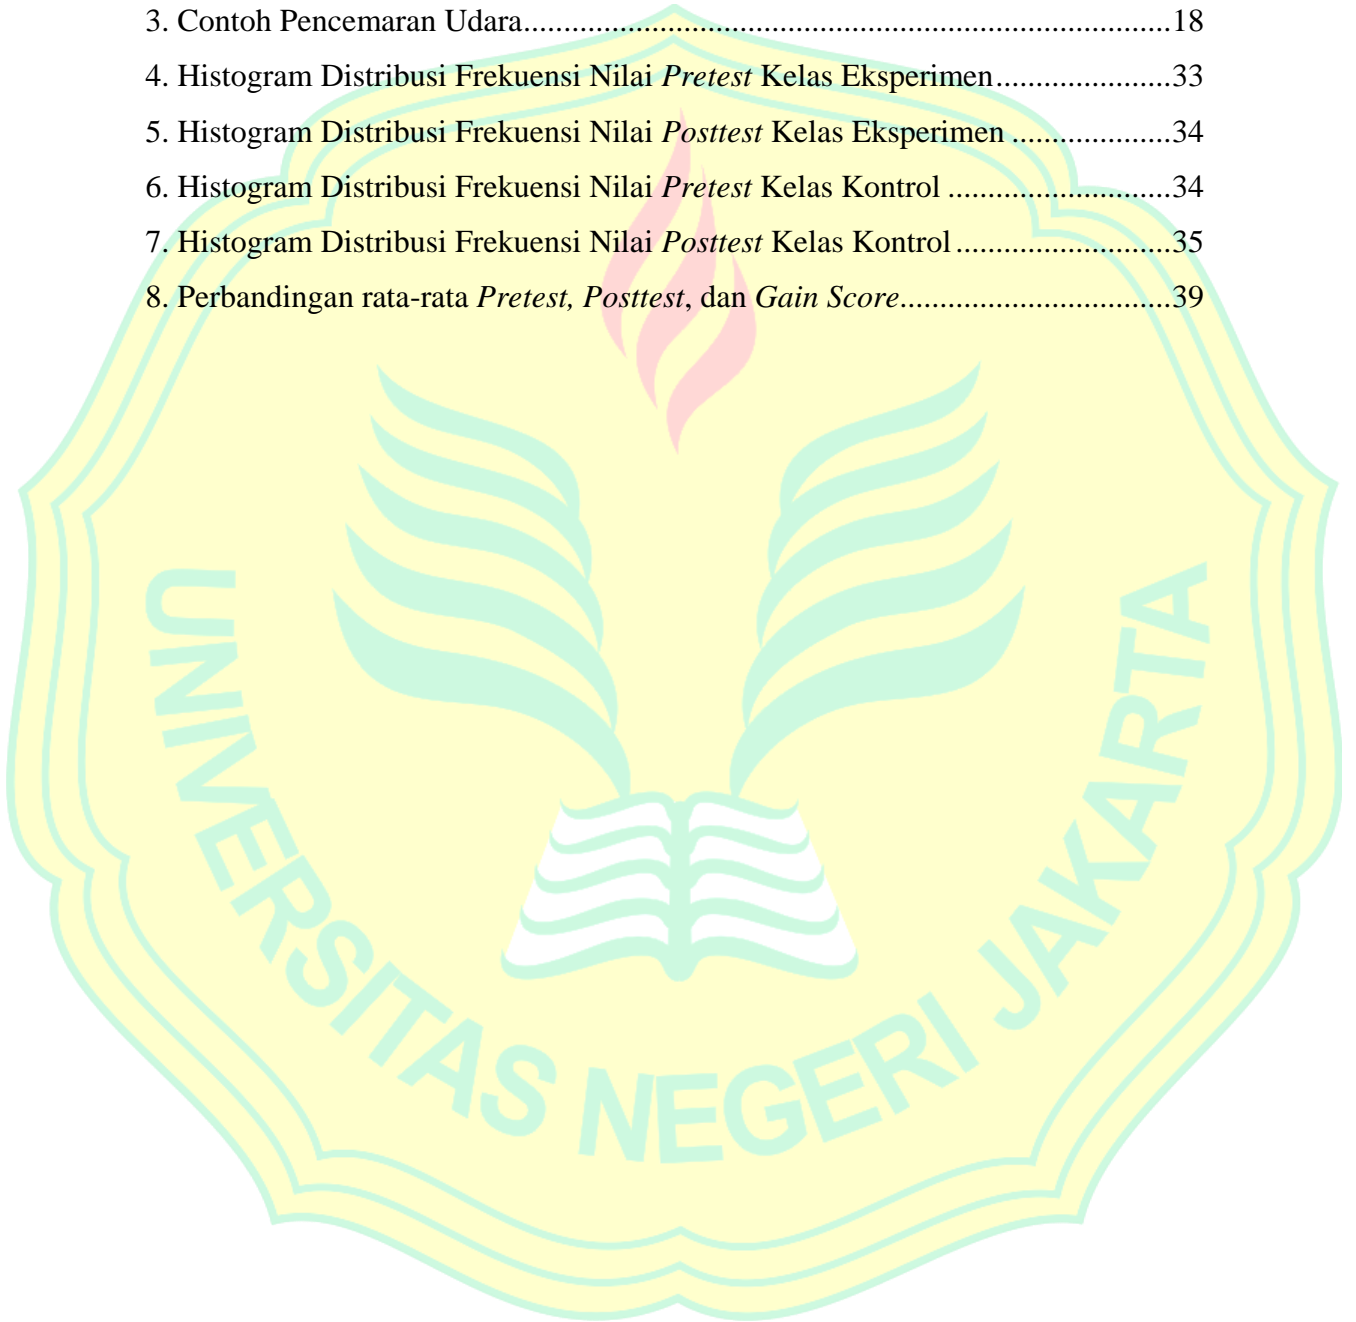 3. Contoh Pencemaran Udara.................................................................................18
4. Histogram Distribusi Frekuensi Nilai Pretest Kelas Eksperimen......................33
5. Histogram Distribusi Frekuensi Nilai Posttest Kelas Eksperimen ....................34
6. Histogram Distribusi Frekuensi Nilai Pretest Kelas Kontrol ............................34
7. Histogram Distribusi Frekuensi Nilai Posttest Kelas Kontrol...........................35
8. Perbandingan rata-rata Pretest, Posttest, dan Gain Score..................................39
UNIVERSITAS NEGERI JAKARTA